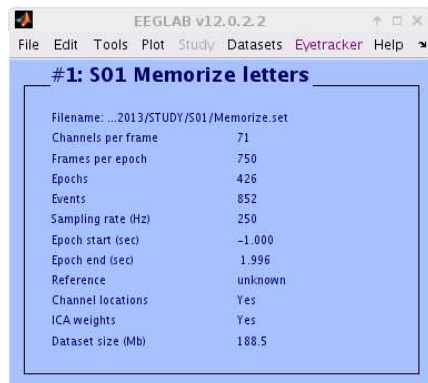 EEGLAB v12.0.2.2
File Edit Tools Plot Study Datasets Eyetracker Help
#1: S01 Memorize letters
Filename: ...2013/STUDY/S01/Memorize.set
Channels per frame 71
Frames per epoch 750
Epochs 426
Events 852
Sampling rate (Hz) 250
Epoch start (sec) -1.000
Epoch end (sec) 1.996
Reference unknown
Channel locations Yes
ICA weights Yes
Dataset size (Mb) 188.5